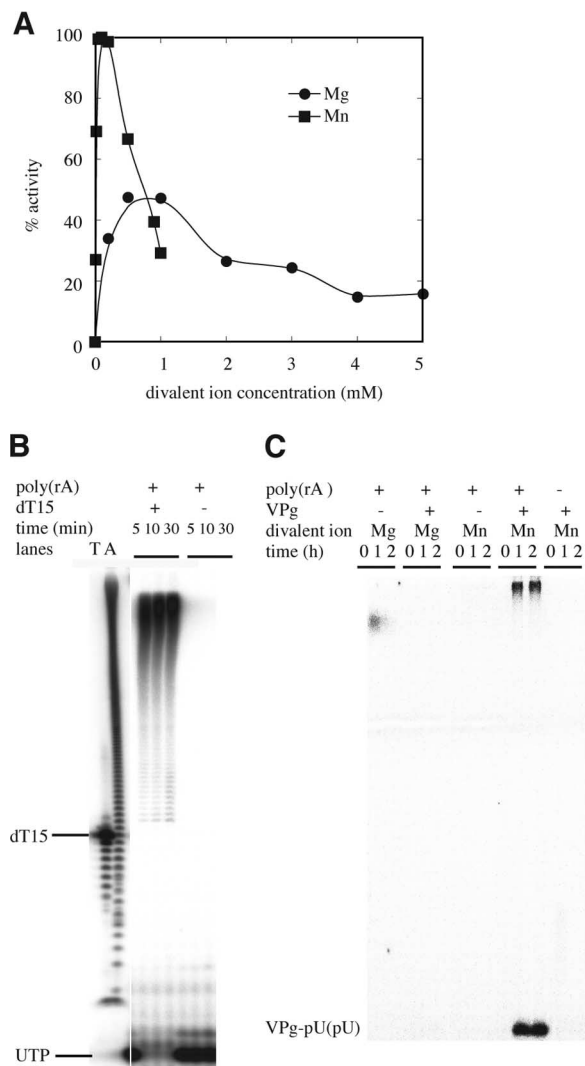 A
100
80
60
40
20
0
% activity
Mg
Mn
0 1 2 3 4 5
divalent ion concentration (mM)
B
poly(rA) + +
dT15 + -
time (min) 5 10 30 5 10 30
lanes T A
dT15
UTP
C
poly(rA ) + + + + -
VPg - + - + +
divalent ion Mg Mg Mn Mn Mn
time (h) 0 1 2 0 1 2 0 1 2 0 1 2 0 1 2
VPg-pU(pU)